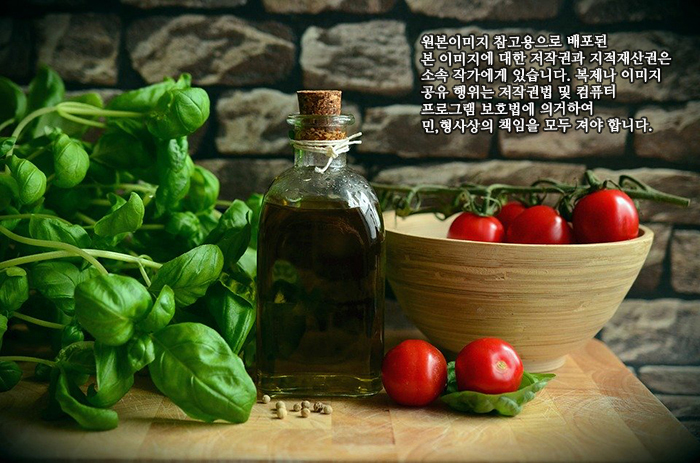 원본이미지 참고용으로 배포된
본 이미지에 대한 저작권과 지적재산권은
소속 작가에게 있습니다. 복제나 이미지
공유 행위는 저작권법 및 컴퓨터
프로그램 보호법에 의거하여
민,형사상의 책임을 모두 져야 합니다.